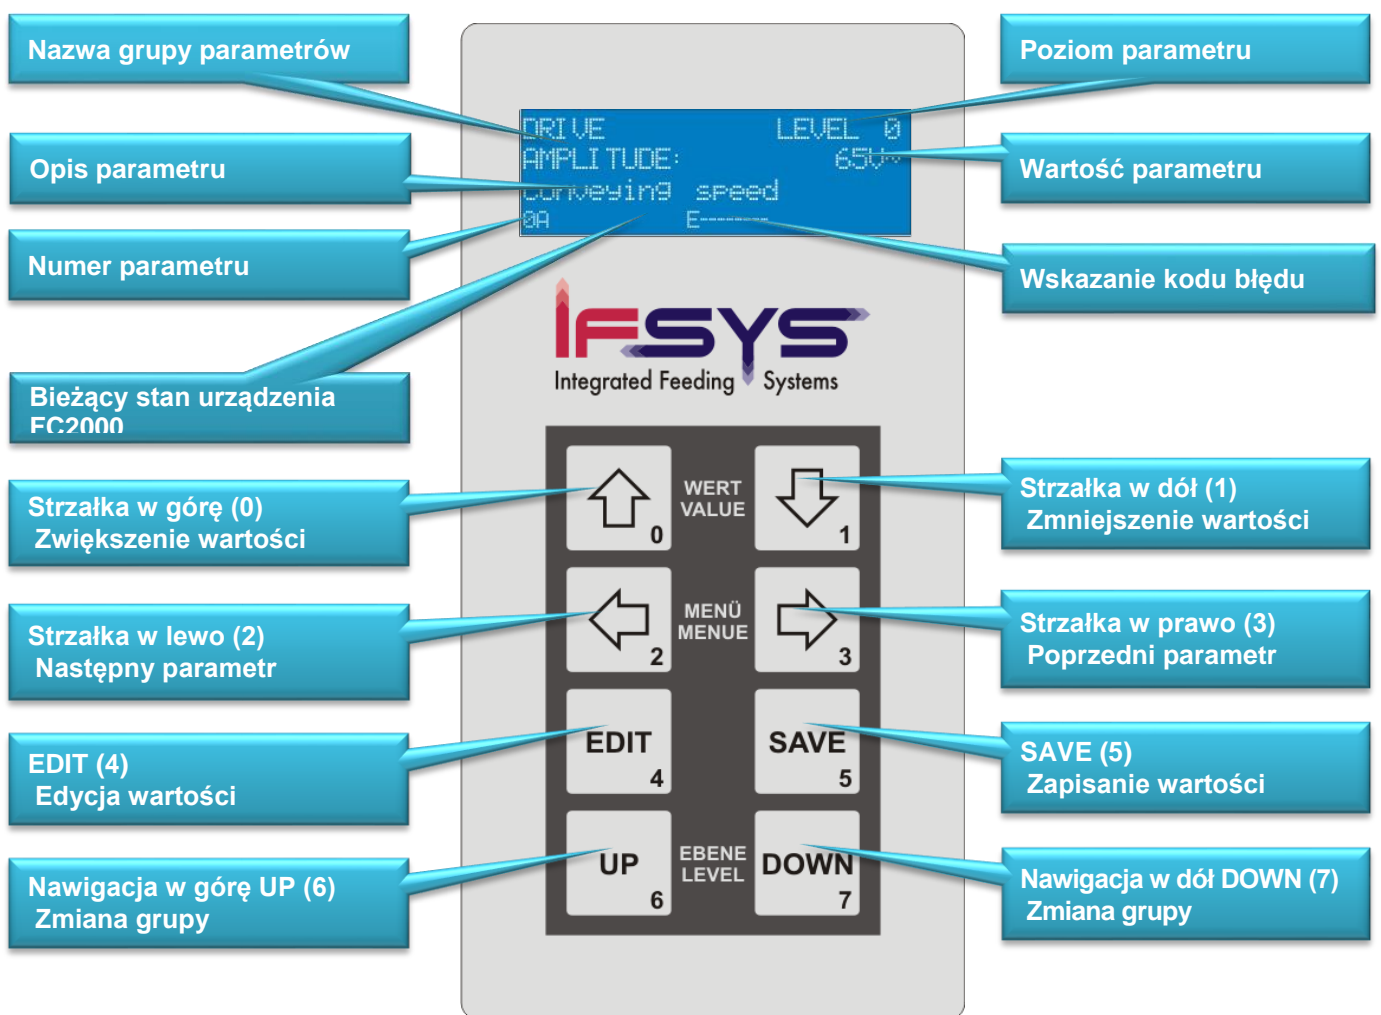 Nazwa grupy parametrów
Poziom parametru
DRIVE LEVEL 0
AMPLITUDE: 65V~
Opis parametru
Wartość parametru
Conveying speed
0A E-------
Numer parametru
Wskazanie kodu błędu
IFSYS
Integrated Feeding Systems
Bieżący stan urządzenia
FC2000
Strzałka w górę (0)
Zwiększenie wartości
WERT
VALUE
0
1
Strzałka w dół (1)
Zmniejszenie wartości
Strzałka w lewo (2)
Następny parametr
MENÜ
MENUE
2
3
Strzałka w prawo (3)
Poprzedni parametr
EDIT (4)
Edycja wartości
EDIT
4
SAVE
5
SAVE (5)
Zapisanie wartości
Nawigacja w górę UP (6)
Zmiana grupy
UP
6
EBENE
LEVEL
DOWN
7
Nawigacja w dół DOWN (7)
Zmiana grupy